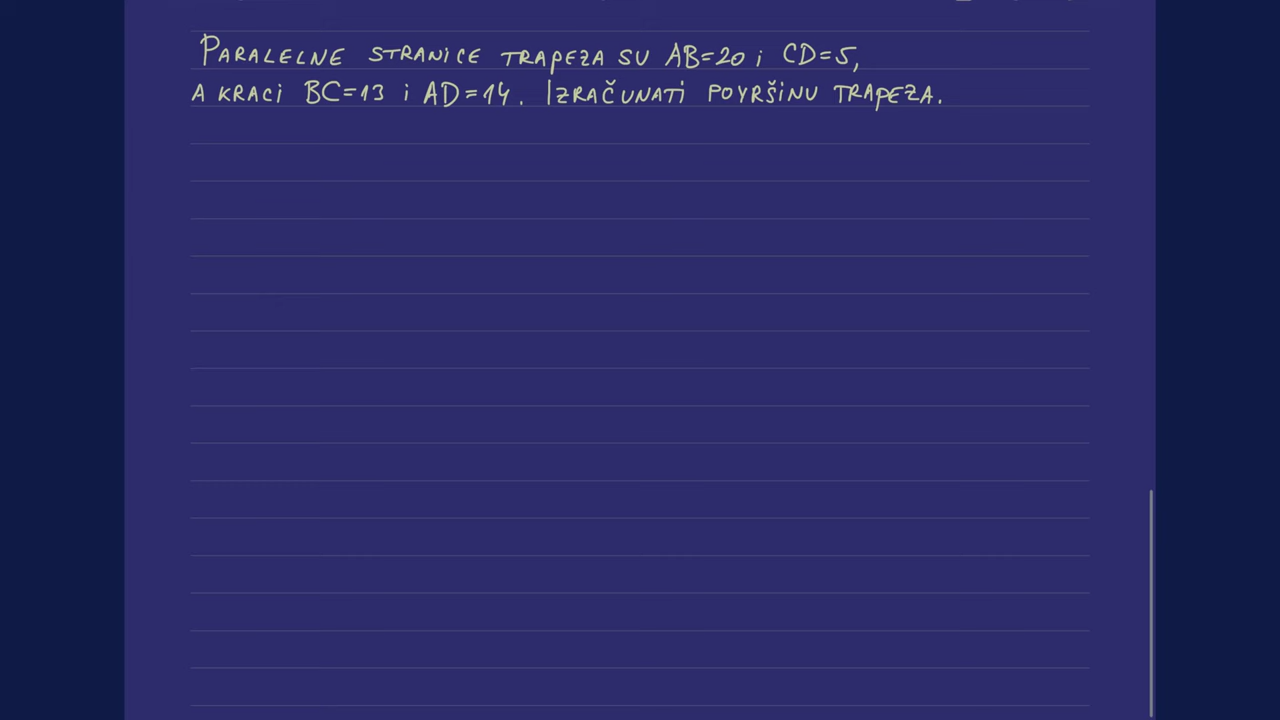 PARALELNE STRANICE TRAPEZA SU AB=20 i CD=5,
A KRACI BC=13 i AD=14. IZRAČUNATI POVRŠINU TRAPEZA.